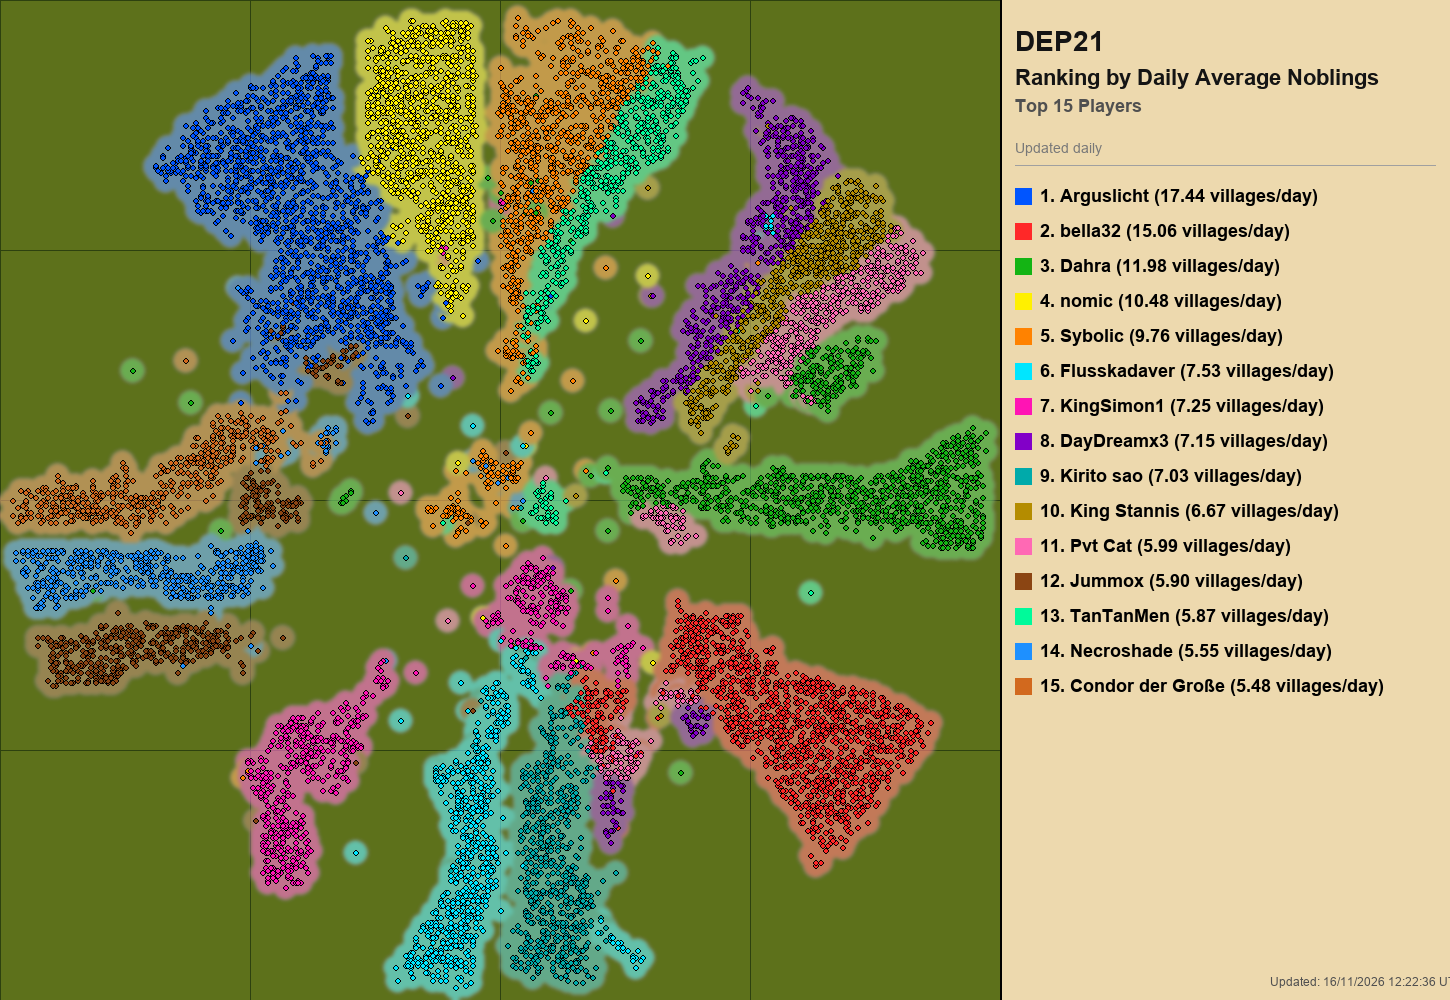 DEP21
Ranking by Daily Average Noblings
Top 15 Players
Updated daily
1. Arguslicht (17.44 villages/day)
2. bella32 (15.06 villages/day)
3. Dahra (11.98 villages/day)
4. nomic (10.48 villages/day)
5. Sybolic (9.76 villages/day)
6. Flusskadaver (7.53 villages/day)
7. KingSimon1 (7.25 villages/day)
8. DayDreamx3 (7.15 villages/day)
9. Kirito sao (7.03 villages/day)
10. King Stannis (6.67 villages/day)
11. Pvt Cat (5.99 villages/day)
12. Jummox (5.90 villages/day)
13. TanTanMen (5.87 villages/day)
14. Necroshade (5.55 villages/day)
15. Condor der Große (5.48 villages/day)
Updated: 16/11/2026 12:22:36